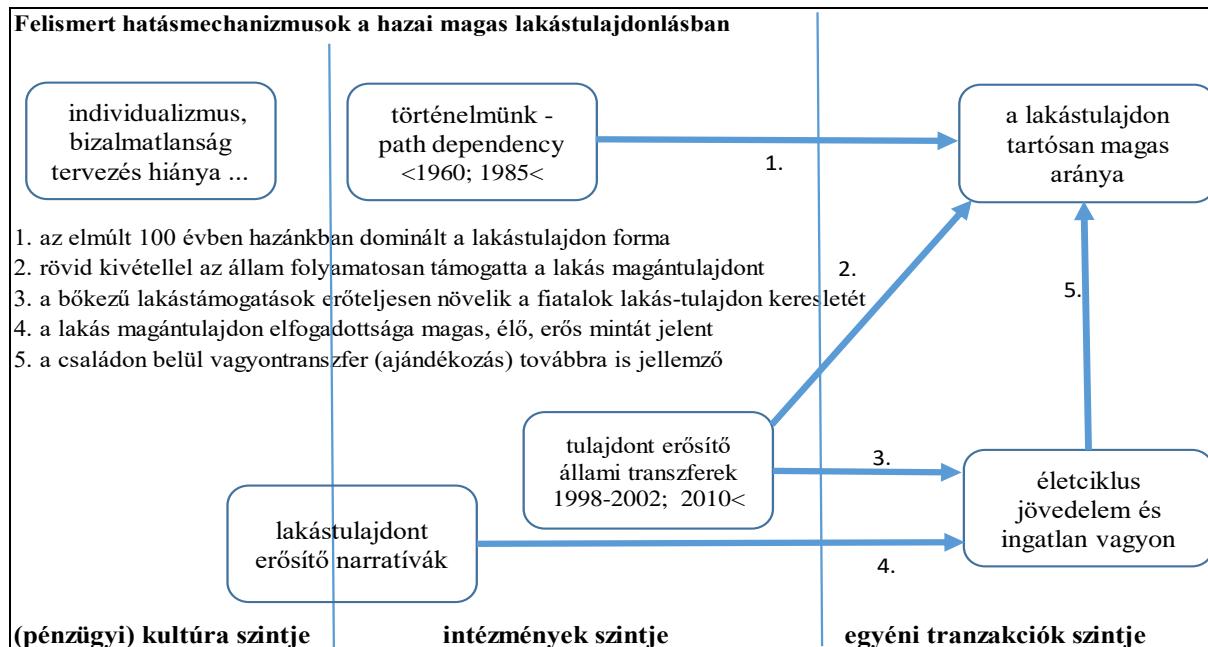 Felismert hatásmechanizmusok a hazai magas lakástulajdonlásban
individualizmus,
bizalmatlanság
tervezés hiánya ...
történelmünk -
path dependency
<1960; 1985<
a lakástulajdon
tartósan magas
aránya
1.
1. az elmúlt 100 évben hazánkban dominált a lakástulajdon forma
2. rövid kivétellel az állam folyamatosan támogatta a lakás magántulajdont
3. a bőkezű lakástámogatások erőteljesen növelik a fiatalok lakás-tulajdon keresletét
4. a lakás magántulajdon elfogadottsága magas, élő, erős mintát jelent
5. a családon belül vagyontranszfer (ajándékozás) továbbra is jellemző
2.
5.
tulajdont erősítő
állami transzferek
1998-2002; 2010<
3.
életciklus
jövedelem és
ingatlan vagyon
lakástulajdont
erősítő narratívák
4.
(pénzügyi) kultúra szintje
intézmények szintje
egyéni tranzakciók szintje